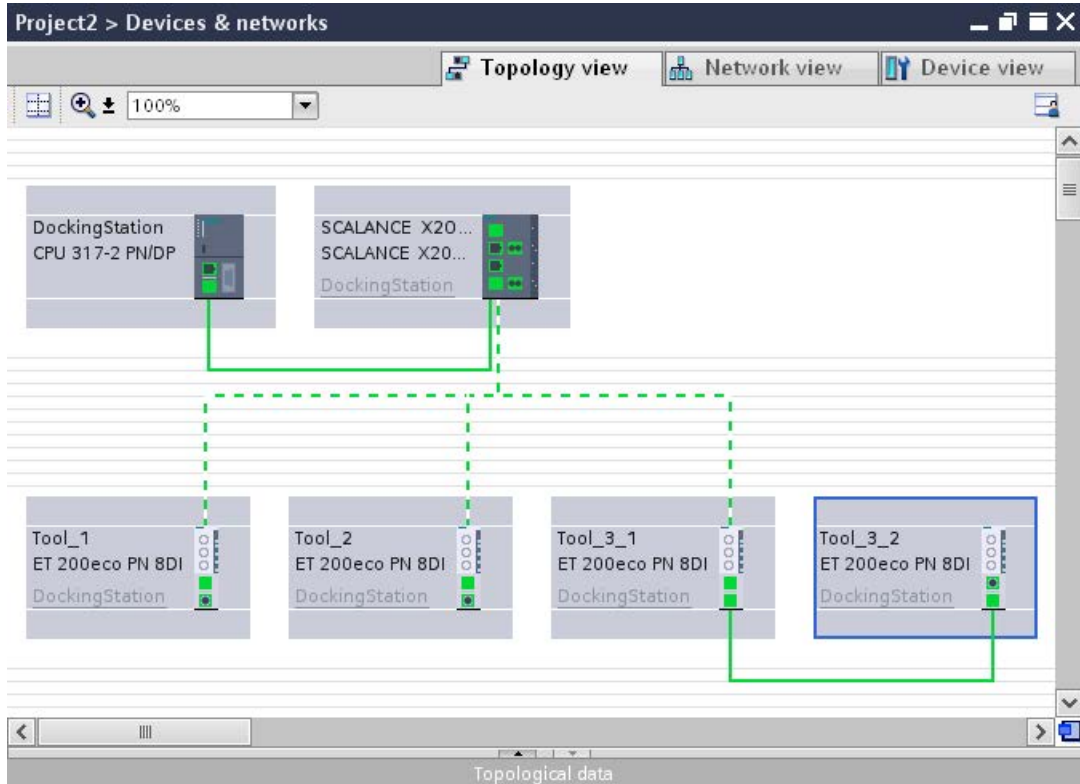 Project2 > Devices & networks
Topology view
Network view
Device view
100%
DockingStation
CPU 317-2 PN/DP
SCALANCE X20...
SCALANCE X20...
DockingStation
Tool_1
ET 200eco PN 8DI
DockingStation
Tool_2
ET 200eco PN 8DI
DockingStation
Tool_3_1
ET 200eco PN 8DI
DockingStation
Tool_3_2
ET 200eco PN 8DI
DockingStation
Topological data